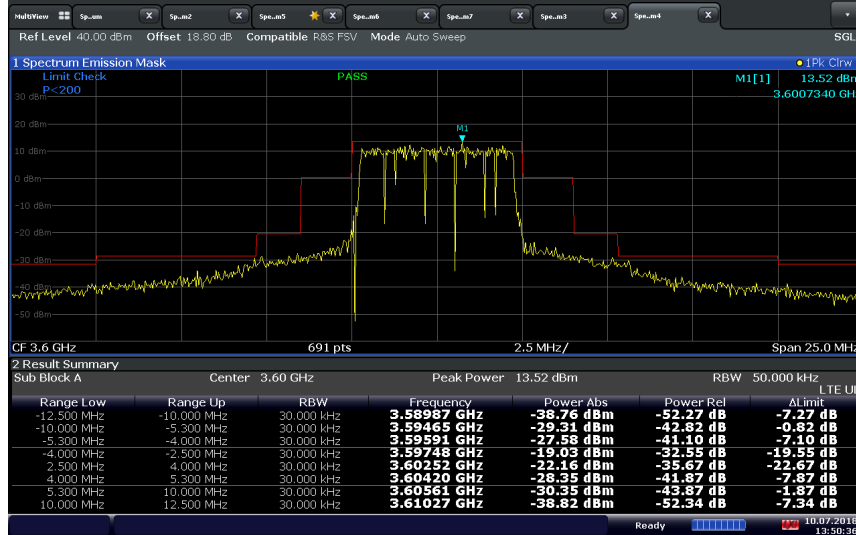 MultiView Sp..um X Sp..m2 X Spe..m5 X Spe..m6 X Spe..m7 X Spe..m3 X Spe..m4 X
Ref Level 40.00 dBm Offset 18.80 dB Compatible R&S FSV Mode Auto Sweep SGL
1 Spectrum Emission Mask 1Pk Clrw
Limit Check PASS M1[1] 13.52 dBm
P<200 3.6007340 GHz
30 dBm
20 dBm
M1
10 dBm
0 dBm
-10 dBm
-20 dBm
-30 dBm
-40 dBm
-50 dBm
CF 3.6 GHz 691 pts 2.5 MHz/ Span 25.0 MHz
2 Result Summary
Sub Block A Center 3.60 GHz Peak Power 13.52 dBm RBW 50.000 kHz
LTE UL
Range Low Range Up RBW Frequency Power Abs Power Rel ΔLimit
-12.500 MHz -10.000 MHz 30.000 kHz 3.58987 GHz -38.76 dBm -52.27 dB -7.27 dB
-10.000 MHz -5.300 MHz 30.000 kHz 3.59465 GHz -29.31 dBm -42.82 dB -0.82 dB
-5.300 MHz -4.000 MHz 30.000 kHz 3.59591 GHz -27.58 dBm -41.10 dB -7.10 dB
-4.000 MHz -2.500 MHz 30.000 kHz 3.59748 GHz -19.03 dBm -32.55 dB -19.55 dB
2.500 MHz 4.000 MHz 30.000 kHz 3.60252 GHz -22.16 dBm -35.67 dB -22.67 dB
4.000 MHz 5.300 MHz 30.000 kHz 3.60420 GHz -28.35 dBm -41.87 dB -7.87 dB
5.300 MHz 10.000 MHz 30.000 kHz 3.60561 GHz -30.35 dBm -43.87 dB -1.87 dB
10.000 MHz 12.500 MHz 30.000 kHz 3.61027 GHz -38.82 dBm -52.34 dB -7.34 dB
Ready 10.07.2018
13:50:36